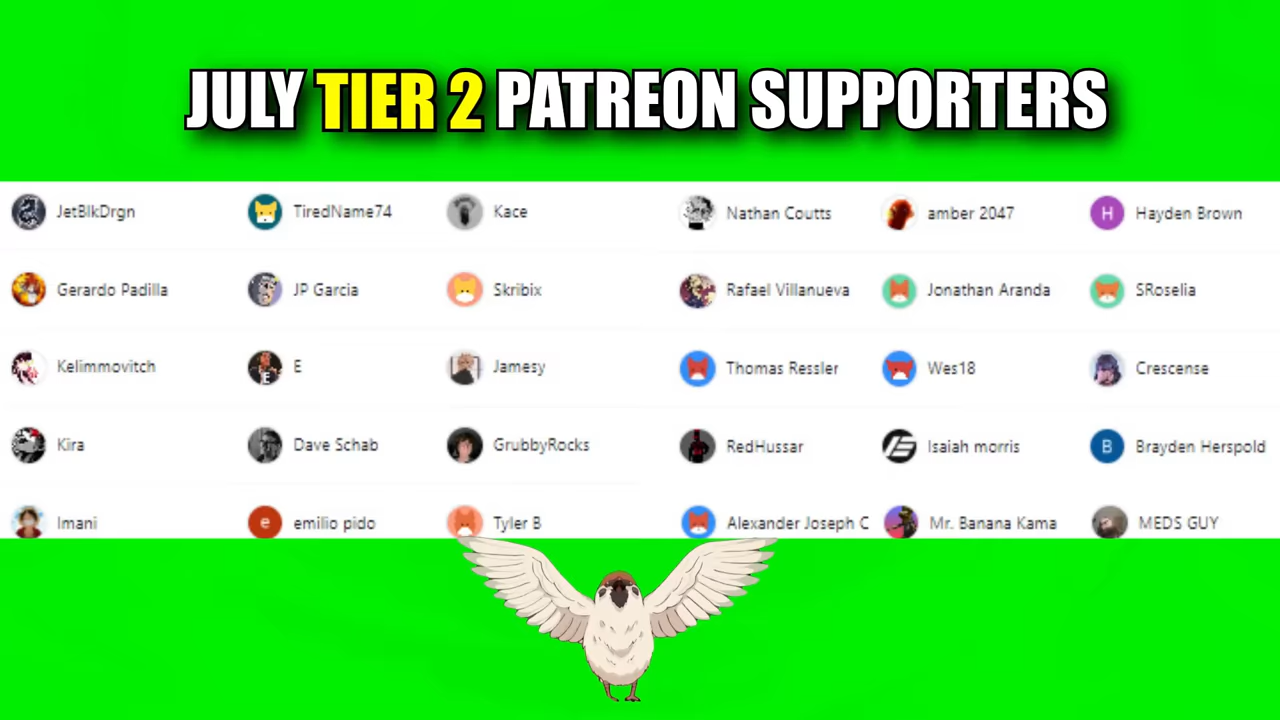 JULY TIER 2 PATREON SUPPORTERS
JetBlkDrgn TiredName74 Kace Nathan Coutts amber 2047 H Hayden Brown
Gerardo Padilla JP Garcia Skribix Rafael Villanueva Jonathan Aranda SRoselia
Kelimmovitch E E Jamesy Thomas Ressler Wes18 Crescense
Kira Dave Schab GrubbyRocks RedHussar Isaiah morris B Brayden Herspold
Imani e emilio pido Tyler B Alexander Joseph C Mr. Banana Kama MEDS GUY